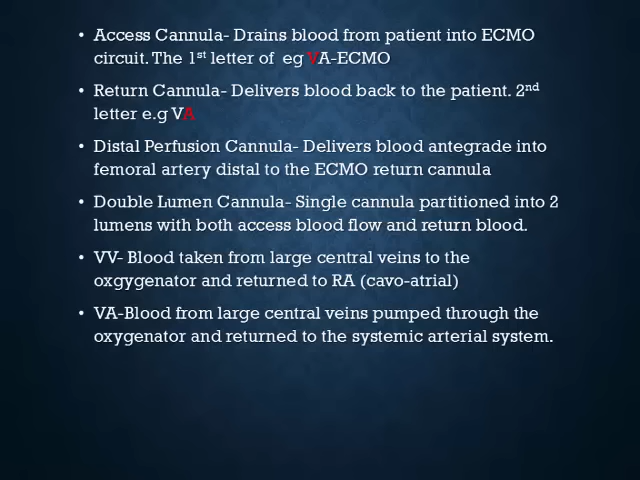 • Access Cannula- Drains blood from patient into ECMO
circuit. The 1st letter of eg VA-ECMO
• Return Cannula- Delivers blood back to the patient. 2nd
letter e.g VA
• Distal Perfusion Cannula- Delivers blood antegrade into
femoral artery distal to the ECMO return cannula
• Double Lumen Cannula- Single cannula partitioned into 2
lumens with both access blood flow and return blood.
• VV- Blood taken from large central veins to the
oxgygenator and returned to RA (cavo-atrial)
• VA-Blood from large central veins pumped through the
oxygenator and returned to the systemic arterial system.